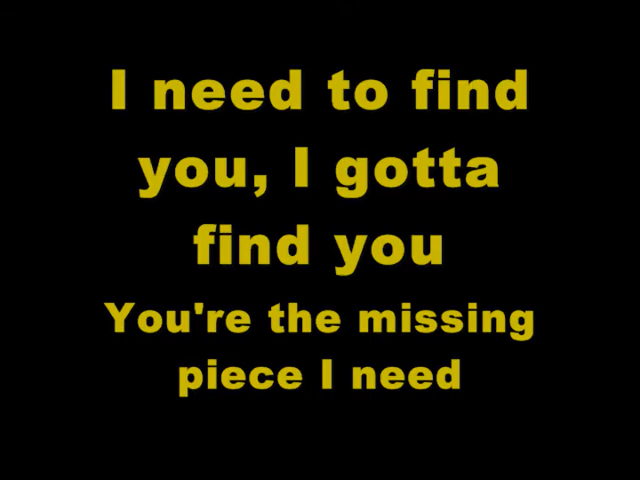 I need to find
you, I gotta
find you
You're the missing
piece I need